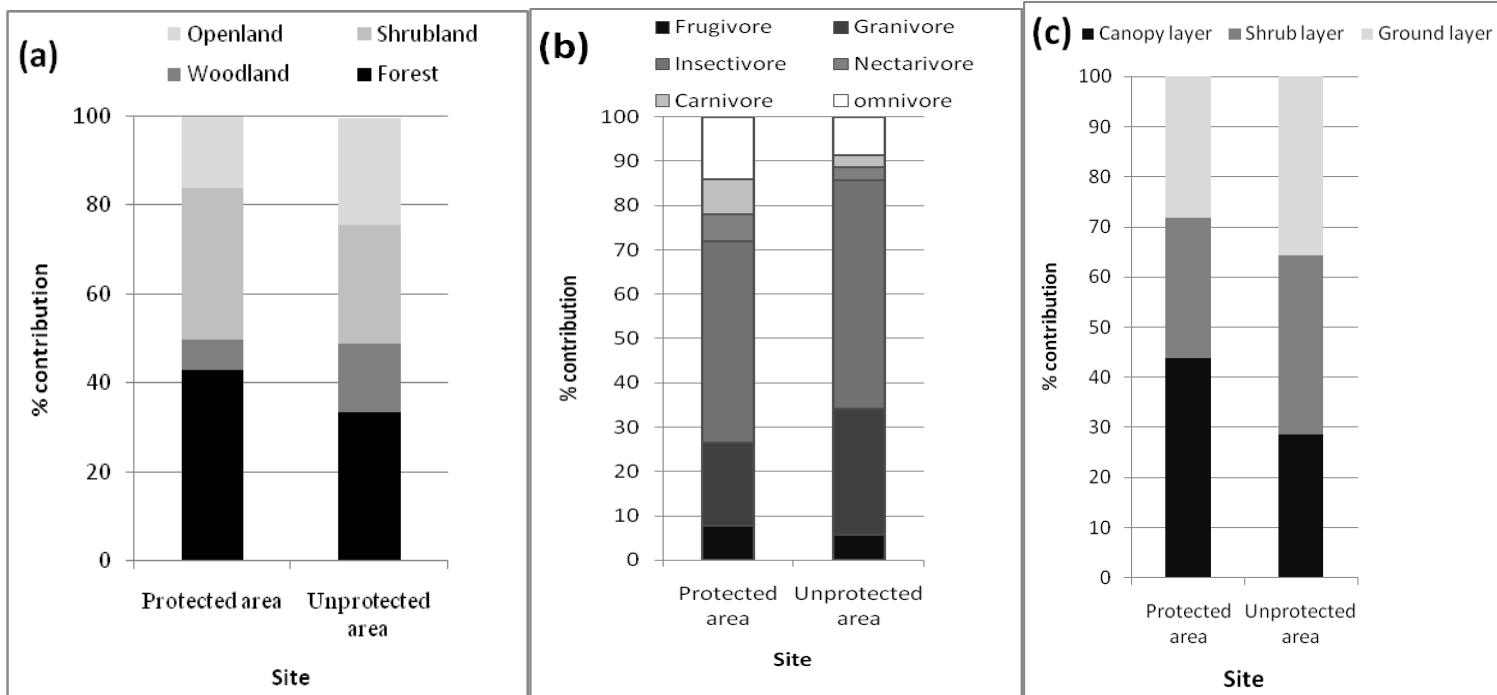 (a)
Openland Shrubland
Woodland Forest
100
80
60
40
20
0
% contribution
Protected area Unprotected
area
Site
(b)
Frugivore Granivore
Insectivore Nectarivore
Carnivore omnivore
100
90
80
70
60
50
40
30
20
10
0
% contribution
Protected Unprotected
area area
Site
(c)
Canopy layer Shrub layer Ground layer
100
90
80
70
60
50
40
30
20
10
0
% contribution
Protected Unprotected
area area
Site